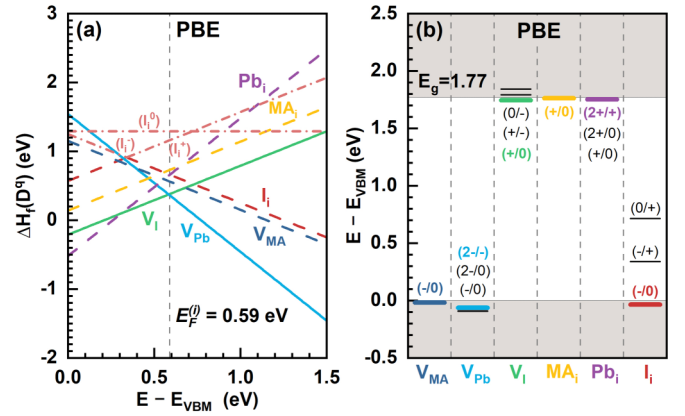 (a)
PBE
ΔH_f(D^q) (eV)
3
2
1
0
1
2
0.0
0.5
1.0
1.5
E − E_VBM (eV)
Pb_i
MA_i
(I_i^0)
(I_i^-)
(I_i^+)
I_i
V_MA
V_I
V_Pb
E_F^(i) = 0.59 eV
(b)
PBE
E − E_VBM (eV)
2.5
2.0
1.5
1.0
0.5
0.0
-0.5
E_g=1.77
(0/-)
(+/-)
(+/0)
(+/0)
(2+/+)
(2+/0)
(+/0)
(0/+)
(-/+)
(-/0)
(2-/-)
(2-/0)
(-/0)
(-/0)
V_MA
V_Pb
V_I
MA_i
Pb_i
I_i